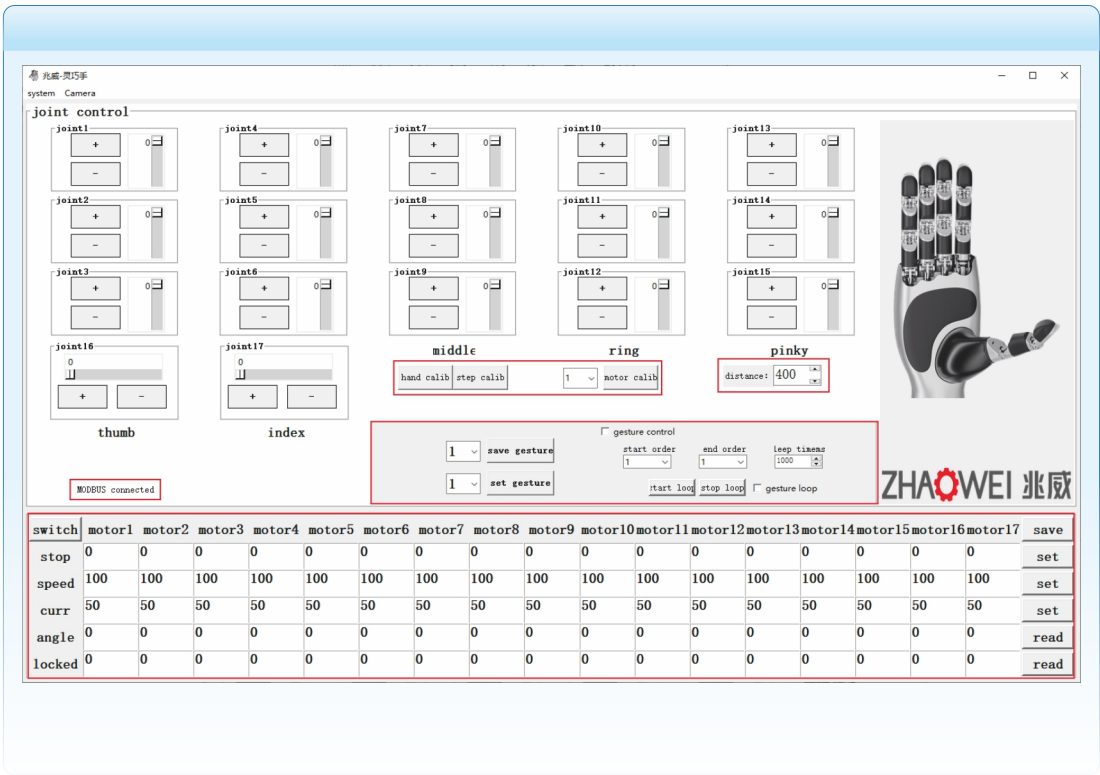 兆威-灵巧手
system Camera
joint control
joint1 joint4 joint7 joint10 joint13
+ 0 + 0 + 0 + 0 + 0
- - - - -
joint2 joint5 joint8 joint11 joint14
+ 0 + 0 + 0 + 0 + 0
- - - - -
joint3 joint6 joint9 joint12 joint15
+ 0 + 0 + 0 + 0 + 0
- - - - -
joint16 joint17 middle ring pinky
0 0
+ - + -
hand calib step calib 1 motor calib distance: 400
thumb index
gesture control
1 save gesture start order end order leep timems
1 1 1000
1 set gesture tart loop stop loop gesture loop
MODBUS connected
ZHAOWEI 兆威
switch motor1 motor2 motor3 motor4 motor5 motor6 motor7 motor8 motor9 motor10 motor11 motor12 motor13 motor14 motor15 motor16 motor17 save
stop 0 0 0 0 0 0 0 0 0 0 0 0 0 0 0 0 0 set
speed 100 100 100 100 100 100 100 100 100 100 100 100 100 100 100 100 100 set
curr 50 50 50 50 50 50 50 50 50 50 50 50 50 50 50 50 50 set
angle 0 0 0 0 0 0 0 0 0 0 0 0 0 0 0 0 0 read
locked 0 0 0 0 0 0 0 0 0 0 0 0 0 0 0 0 0 read